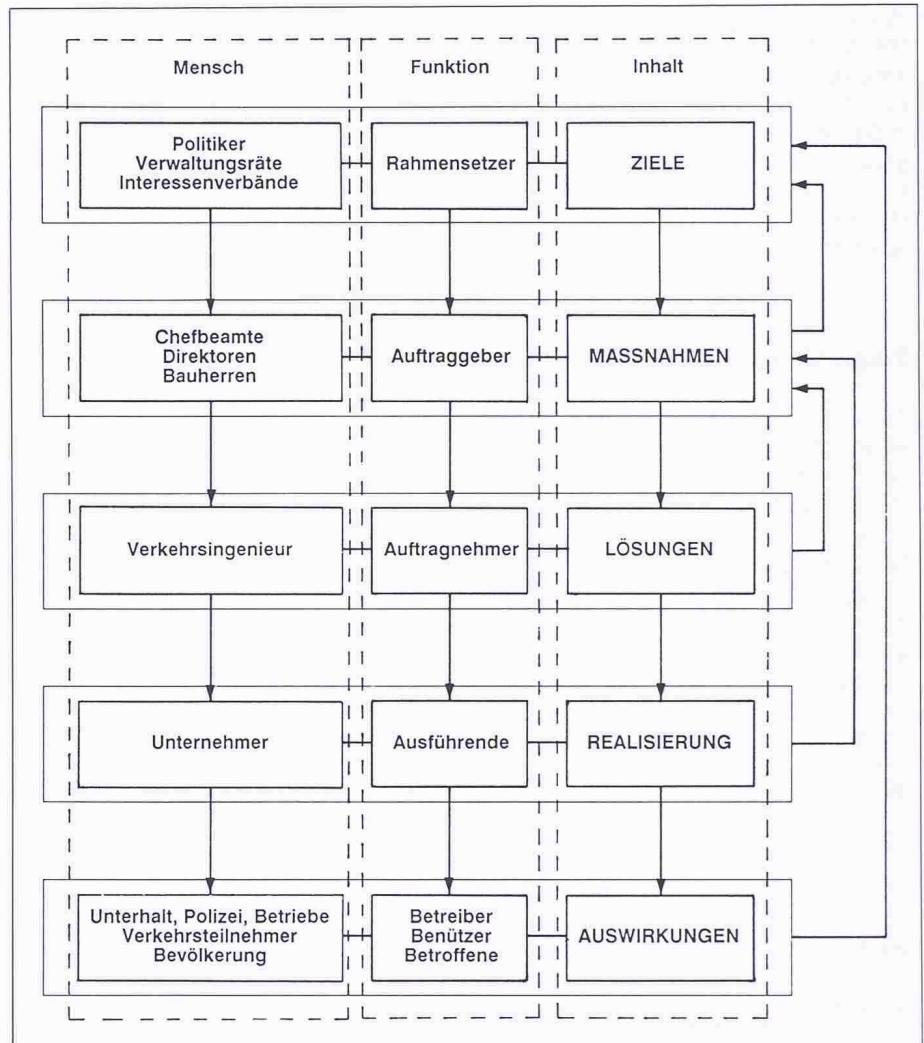 Mensch
Funktion
Inhalt
Politiker
Verwaltungsräte
Interessenverbände
Rahmensetzer
ZIELE
Chefbeamte
Direktoren
Bauherren
Auftraggeber
MASSNAHMEN
Verkehrsingenieur
Auftragnehmer
LÖSUNGEN
Unternehmer
Ausführende
REALISIERUNG
Unterhalt, Polizei, Betriebe
Verkehrsteilnehmer
Bevölkerung
Betreiber
Benützer
Betroffene
AUSWIRKUNGEN